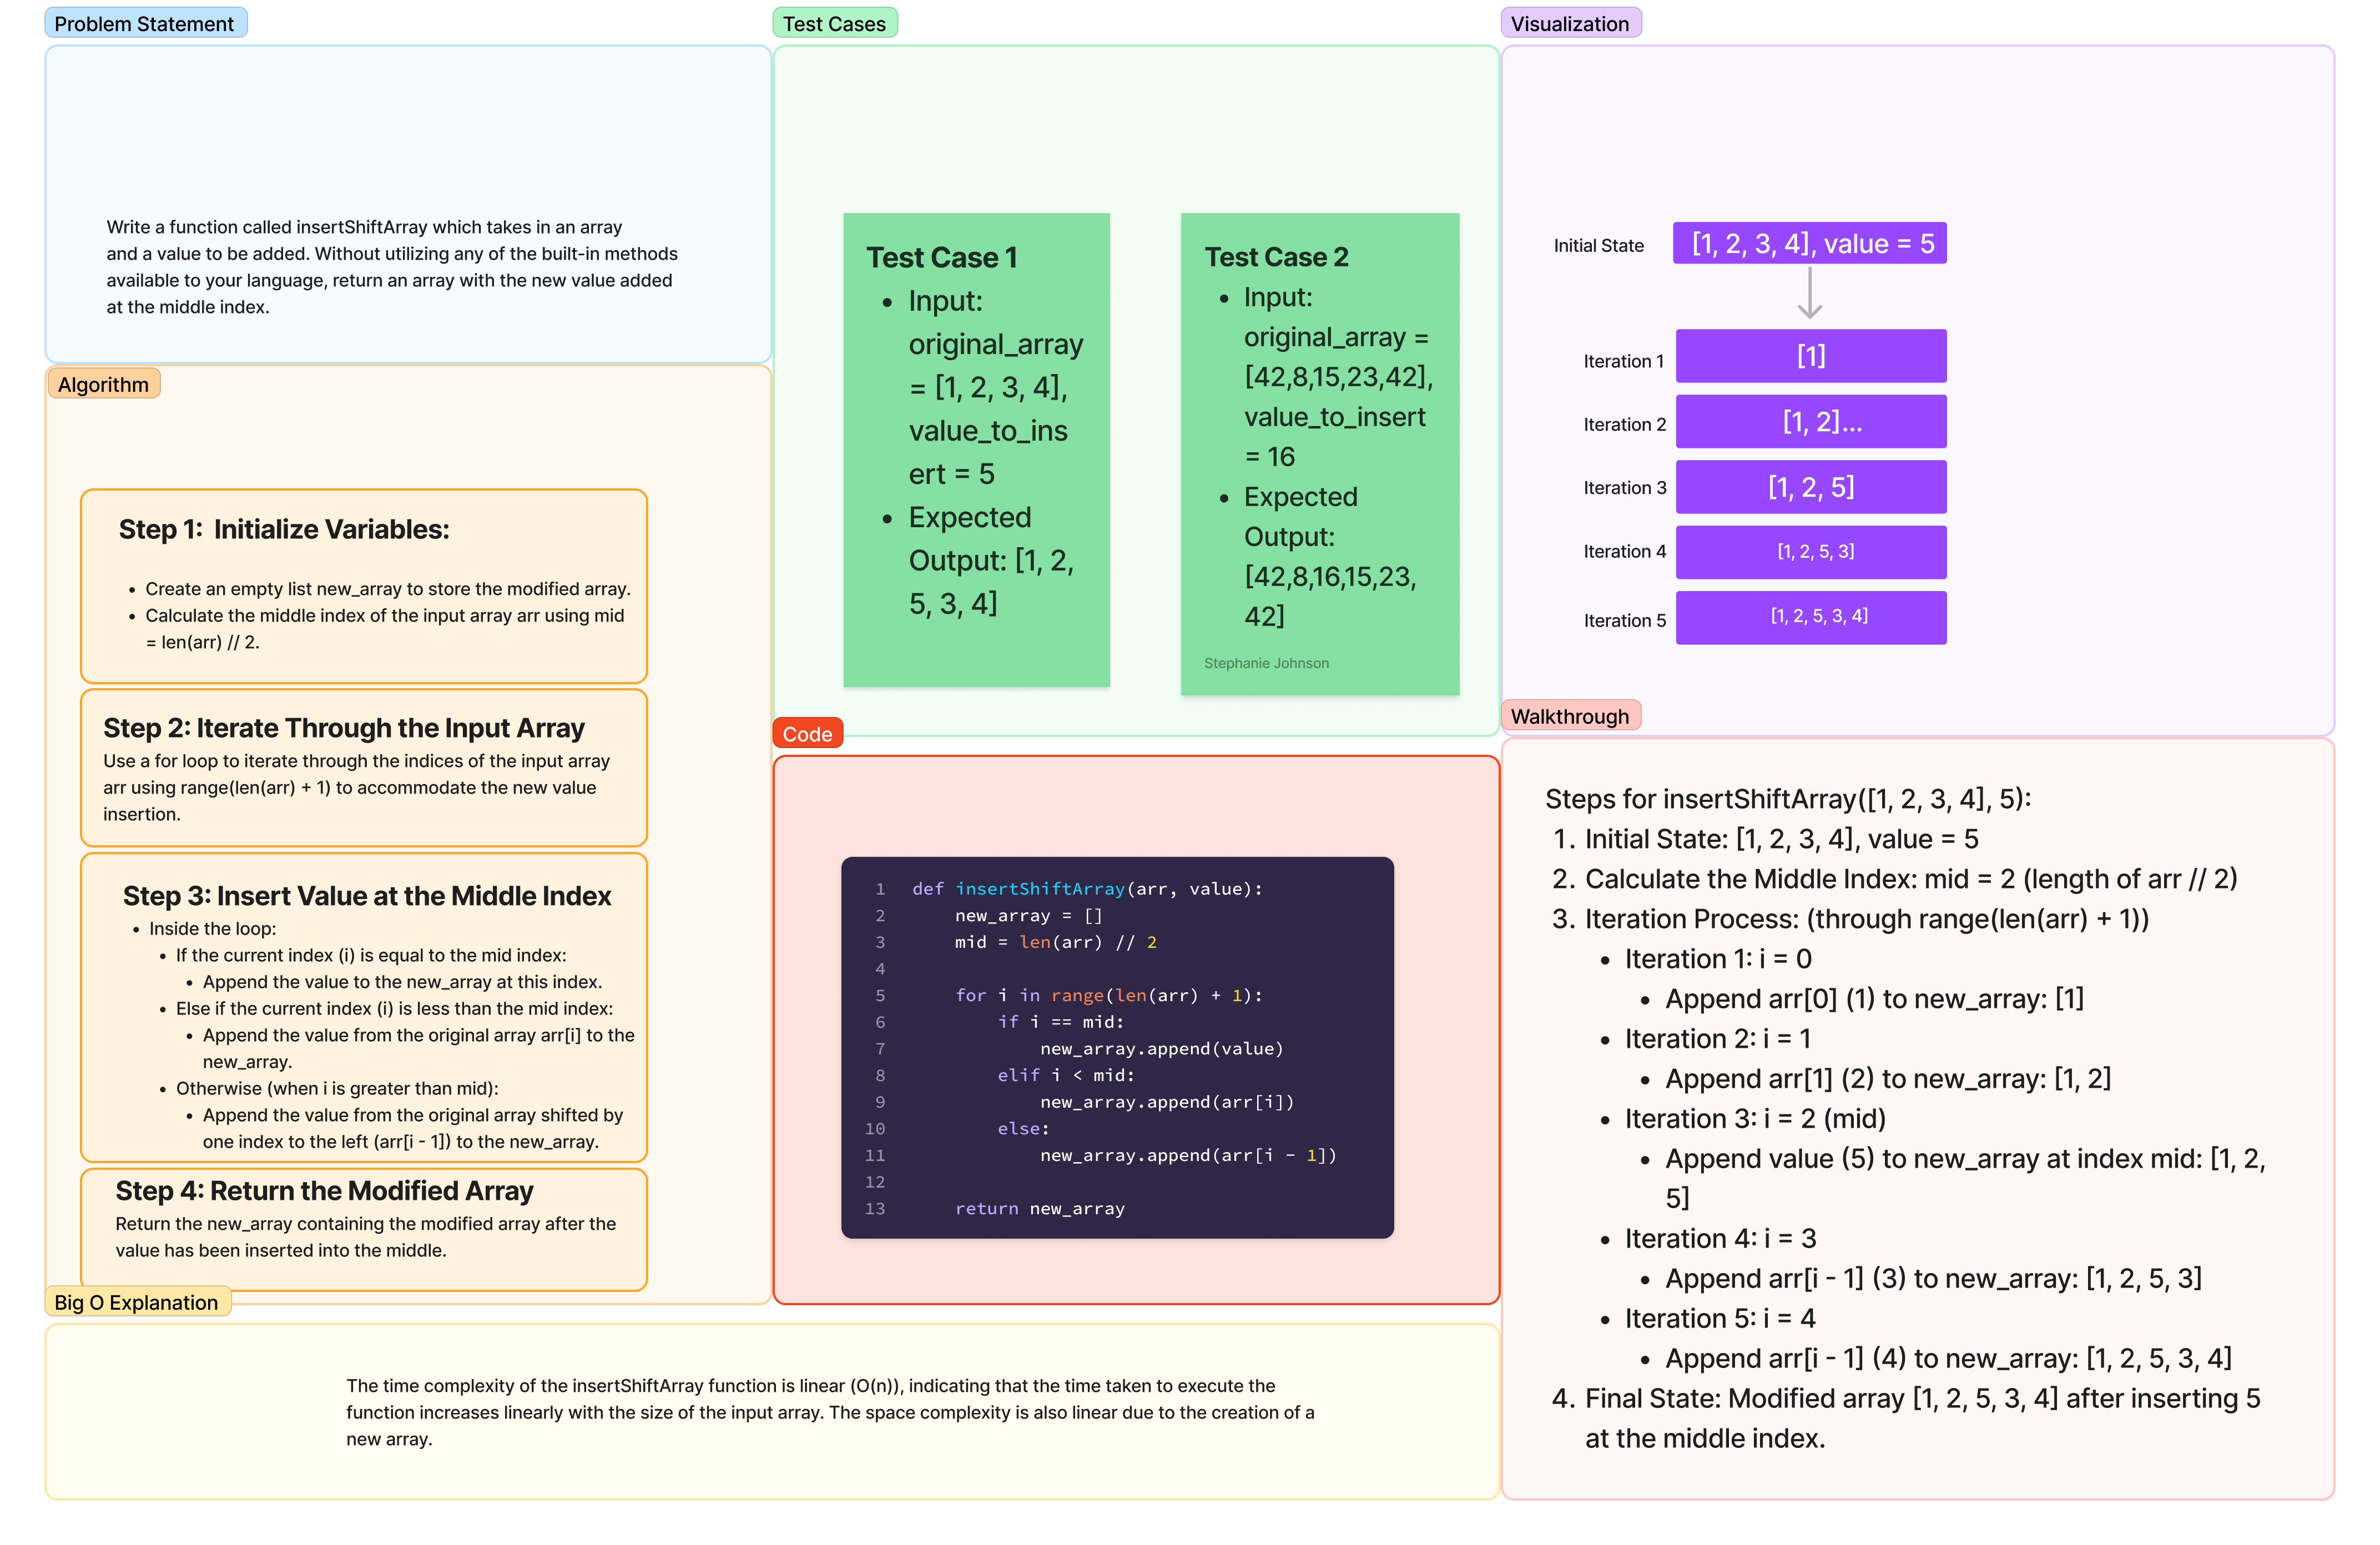 Problem Statement
Write a function called insertShiftArray which takes in an array
and a value to be added. Without utilizing any of the built-in methods
available to your language, return an array with the new value added
at the middle index.
Algorithm
Step 1:  Initialize Variables:
• Create an empty list new_array to store the modified array.
• Calculate the middle index of the input array arr using mid
= len(arr) // 2.
Step 2: Iterate Through the Input Array
Use a for loop to iterate through the indices of the input array
arr using range(len(arr) + 1) to accommodate the new value
insertion.
Step 3: Insert Value at the Middle Index
• Inside the loop:
• If the current index (i) is equal to the mid index:
• Append the value to the new_array at this index.
• Else if the current index (i) is less than the mid index:
• Append the value from the original array arr[i] to the
new_array.
• Otherwise (when i is greater than mid):
• Append the value from the original array shifted by
one index to the left (arr[i - 1]) to the new_array.
Step 4: Return the Modified Array
Return the new_array containing the modified array after the
value has been inserted into the middle.
Test Cases
Test Case 1
• Input:
original_array
= [1, 2, 3, 4],
value_to_ins
ert = 5
• Expected
Output: [1, 2,
5, 3, 4]
Test Case 2
• Input:
original_array =
[42,8,15,23,42],
value_to_insert
= 16
• Expected
Output:
[42,8,16,15,23,
42]
Stephanie Johnson
Code
1 def insertShiftArray(arr, value):
2     new_array = []
3     mid = len(arr) // 2
4
5     for i in range(len(arr) + 1):
6         if i == mid:
7             new_array.append(value)
8         elif i < mid:
9             new_array.append(arr[i])
10         else:
11             new_array.append(arr[i - 1])
12
13     return new_array
Visualization
Initial State [1, 2, 3, 4], value = 5
Iteration 1 [1]
Iteration 2 [1, 2]...
Iteration 3 [1, 2, 5]
Iteration 4 [1, 2, 5, 3]
Iteration 5 [1, 2, 5, 3, 4]
Walkthrough
Steps for insertShiftArray([1, 2, 3, 4], 5):
1. Initial State: [1, 2, 3, 4], value = 5
2. Calculate the Middle Index: mid = 2 (length of arr // 2)
3. Iteration Process: (through range(len(arr) + 1))
• Iteration 1: i = 0
• Append arr[0] (1) to new_array: [1]
• Iteration 2: i = 1
• Append arr[1] (2) to new_array: [1, 2]
• Iteration 3: i = 2 (mid)
• Append value (5) to new_array at index mid: [1, 2,
5]
• Iteration 4: i = 3
• Append arr[i - 1] (3) to new_array: [1, 2, 5, 3]
• Iteration 5: i = 4
• Append arr[i - 1] (4) to new_array: [1, 2, 5, 3, 4]
4. Final State: Modified array [1, 2, 5, 3, 4] after inserting 5
at the middle index.
Big O Explanation
The time complexity of the insertShiftArray function is linear (O(n)), indicating that the time taken to execute the
function increases linearly with the size of the input array. The space complexity is also linear due to the creation of a
new array.